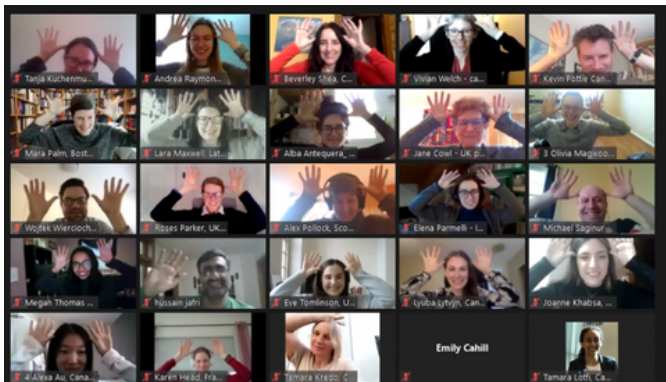 Tanja Kuchenmu...
Andrea Raymon...
Beverley Shea, C...
Vivian Welch - ca...
Kevin Pottie Can...
Mara Palm, Bost...
Lara Maxwell, Lat...
Alba Antequera, ...
Jane Cowl - UK p...
3 Olivia Magwoo...
Wojtek Wiercioch...
Roses Parker, UK...
Alex Pollock, Sco...
Elena Parmelli - I...
Michael Saginur ...
Megan Thomas ...
hussain jafri
Eve Tomlinson, U...
Lyuba Lytvyn, Can...
Joanne Khabsa, ...
4 Alexa Au, Cana...
Karen Head, Fra...
Tamara Kredo, C...
Emily Cahill
Tamara Lotfi, Ca...